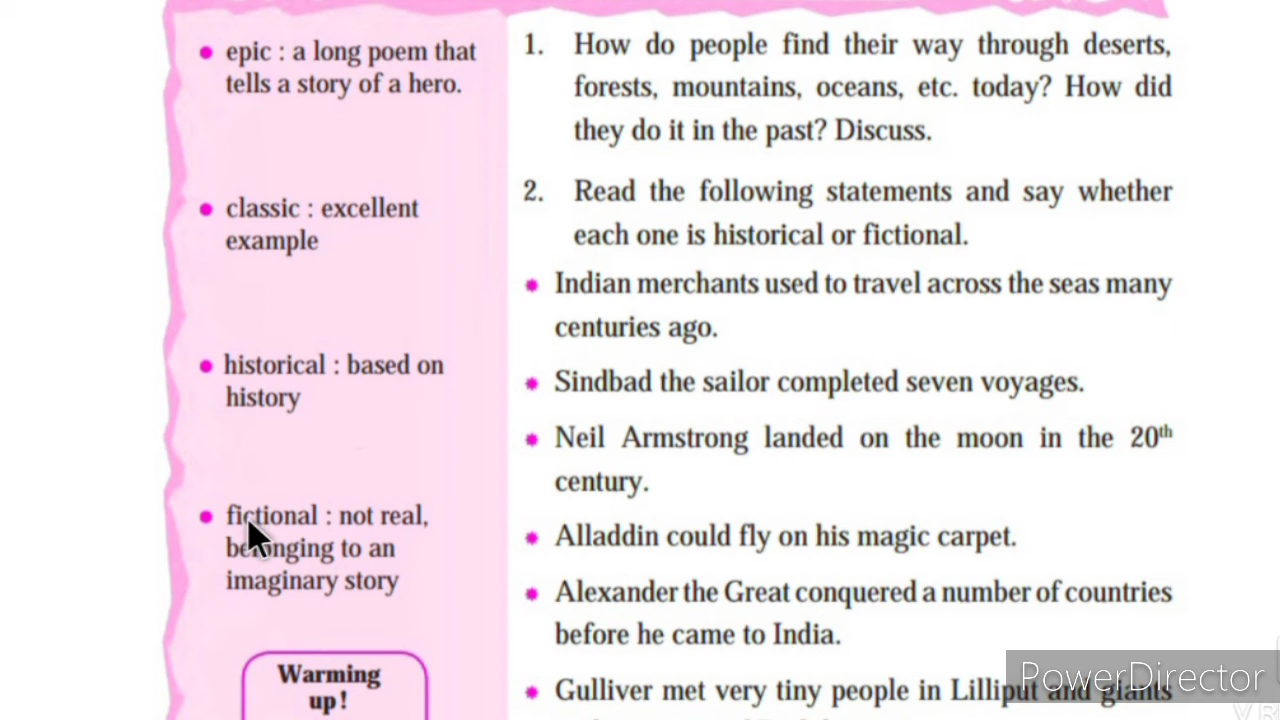 epic : a long poem that
tells a story of a hero.
classic : excellent
example
historical : based on
history
fictional : not real,
belonging to an
imaginary story
Warming
up!
1. How do people find their way through deserts,
forests, mountains, oceans, etc. today? How did
they do it in the past? Discuss.
2. Read the following statements and say whether
each one is historical or fictional.
Indian merchants used to travel across the seas many
centuries ago.
Sindbad the sailor completed seven voyages.
Neil Armstrong landed on the moon in the 20th
century.
Alladdin could fly on his magic carpet.
Alexander the Great conquered a number of countries
before he came to India.
Gulliver met very tiny people in Lilliput and giants
PowerDirector